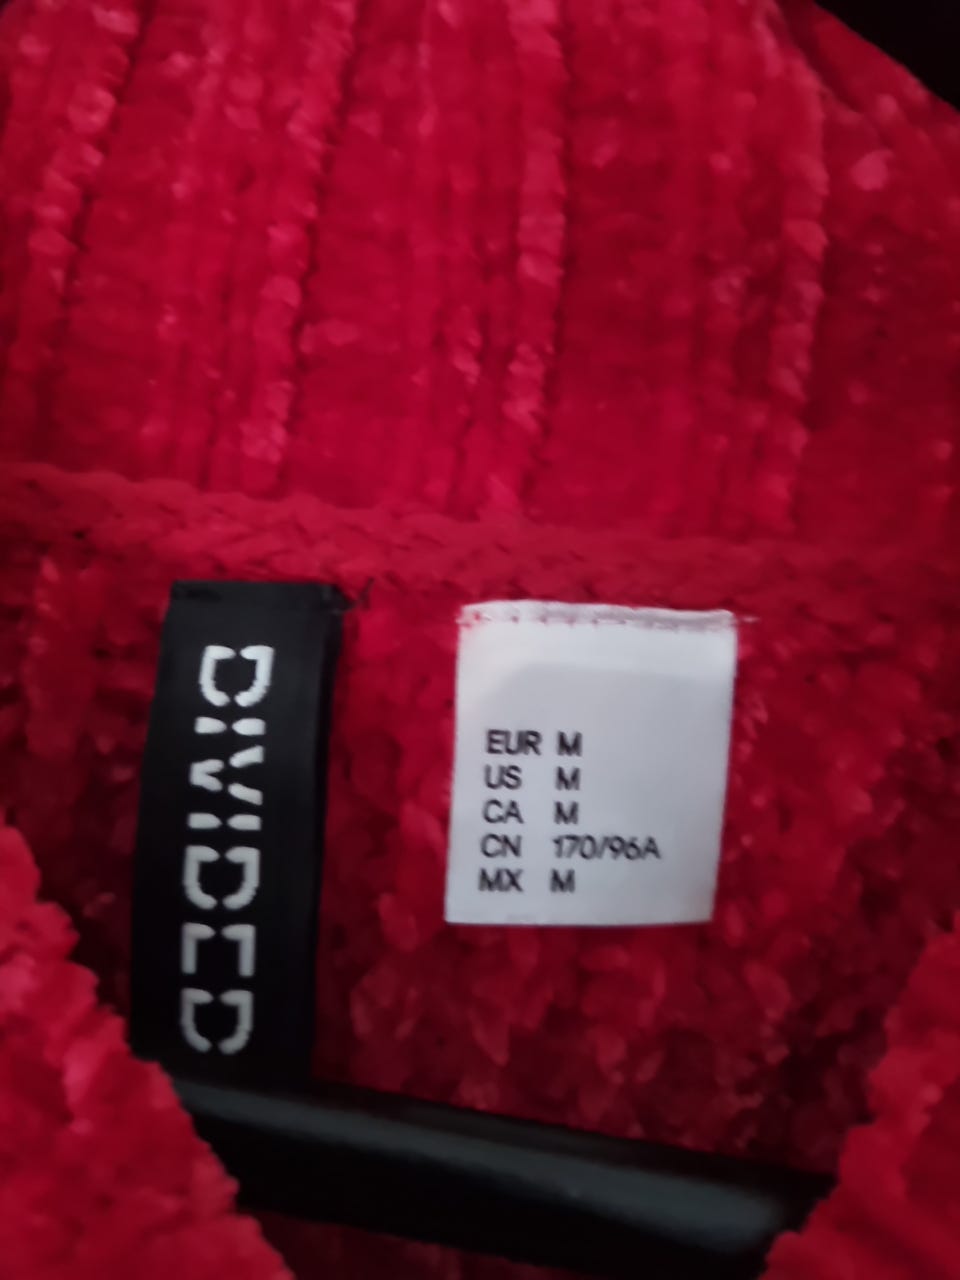 DIVIDED
EUR M
US M
CA M
CN 170/96A
MX M